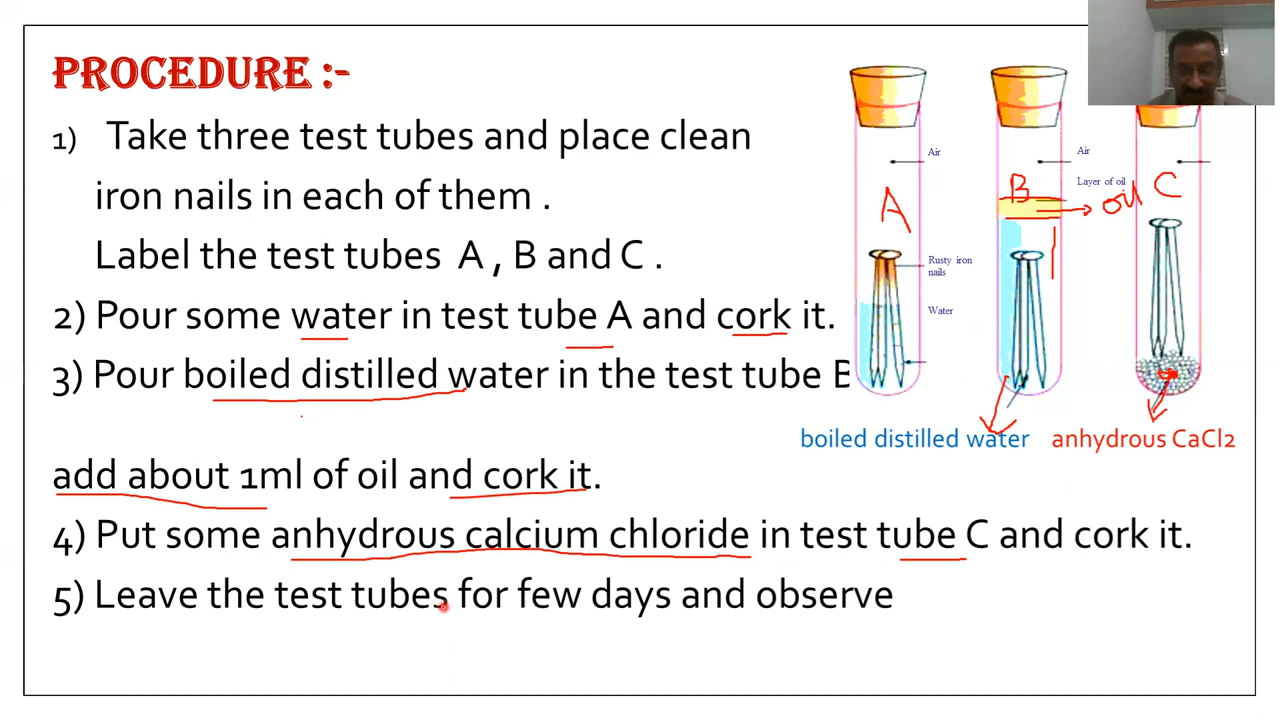 PROCEDURE :-
1) Take three test tubes and place clean
iron nails in each of them .
Label the test tubes A , B and C .
2) Pour some water in test tube A and cork it.
3) Pour boiled distilled water in the test tube B
add about 1ml of oil and cork it.
4) Put some anhydrous calcium chloride in test tube C and cork it.
5) Leave the test tubes for few days and observe
Air
A
Rusty iron
nails
Water
Air
Layer of oil
B
oil
C
boiled distilled water
anhydrous CaCl2